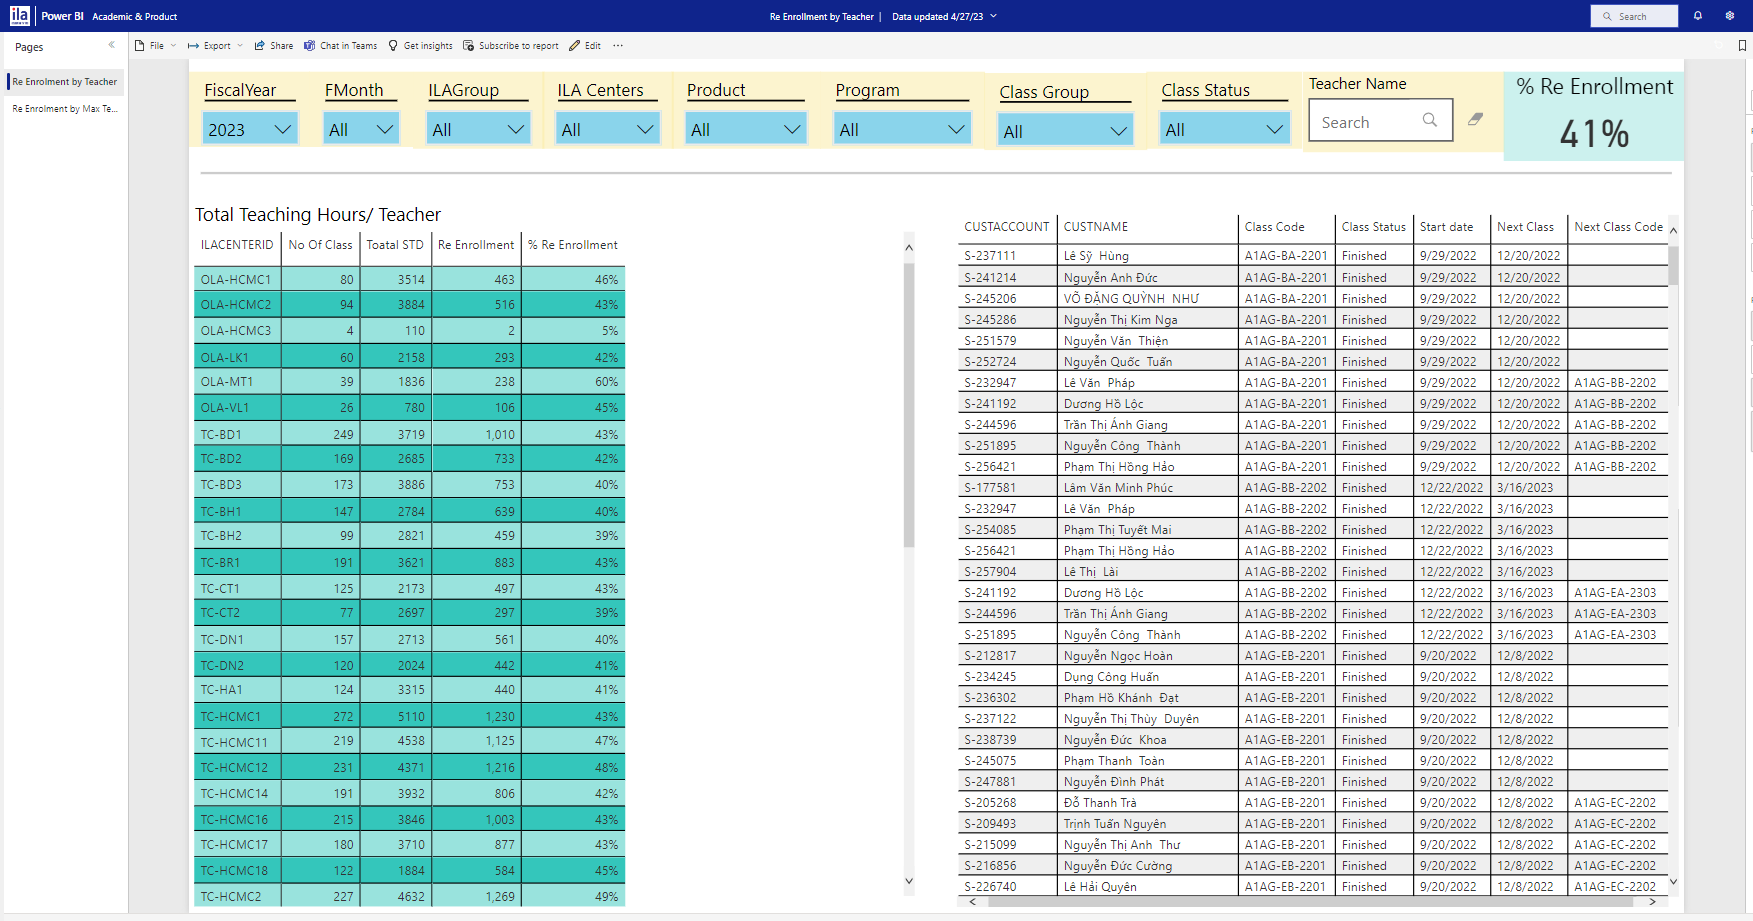 ila Power BI Academic & Product Re Enrollment by Teacher | Data updated 4/27/23 Search
Pages File Export Share Chat in Teams Get insights Subscribe to report Edit ...
Re Enrolment by Teacher
Re Enrolment by Max Te...
FiscalYear FMonth ILAGroup ILA Centers Product Program Class Group Class Status Teacher Name % Re Enrollment
2023 All All All All All All All Search 41%
Total Teaching Hours/ Teacher
ILACENTERID No Of Class Toatal STD Re Enrollment % Re Enrollment
OLA-HCMC1 80 3514 463 46%
OLA-HCMC2 94 3884 516 43%
OLA-HCMC3 4 110 2 5%
OLA-LK1 60 2158 293 42%
OLA-MT1 39 1836 238 60%
OLA-VL1 26 780 106 45%
TC-BD1 249 3719 1,010 43%
TC-BD2 169 2685 733 42%
TC-BD3 173 3886 753 40%
TC-BH1 147 2784 639 40%
TC-BH2 99 2821 459 39%
TC-BR1 191 3621 883 43%
TC-CT1 125 2173 497 43%
TC-CT2 77 2697 297 39%
TC-DN1 157 2713 561 40%
TC-DN2 120 2024 442 41%
TC-HA1 124 3315 440 41%
TC-HCMC1 272 5110 1,230 43%
TC-HCMC11 219 4538 1,125 47%
TC-HCMC12 231 4371 1,216 48%
TC-HCMC14 191 3932 806 42%
TC-HCMC16 215 3846 1,003 43%
TC-HCMC17 180 3710 877 43%
TC-HCMC18 122 1884 584 45%
TC-HCMC2 227 4632 1,269 49%
CUSTACCOUNT CUSTNAME Class Code Class Status Start date Next Class Next Class Code
S-237111 Lê Sỹ Hùng A1AG-BA-2201 Finished 9/29/2022 12/20/2022
S-241214 Nguyễn Anh Đức A1AG-BA-2201 Finished 9/29/2022 12/20/2022
S-245206 VÕ ĐẶNG QUỲNH NHƯ A1AG-BA-2201 Finished 9/29/2022 12/20/2022
S-245286 Nguyễn Thị Kim Nga A1AG-BA-2201 Finished 9/29/2022 12/20/2022
S-251579 Nguyễn Văn Thiện A1AG-BA-2201 Finished 9/29/2022 12/20/2022
S-252724 Nguyễn Quốc Tuấn A1AG-BA-2201 Finished 9/29/2022 12/20/2022
S-232947 Lê Văn Pháp A1AG-BA-2201 Finished 9/29/2022 12/20/2022 A1AG-BB-2202
S-241192 Dương Hồ Lộc A1AG-BA-2201 Finished 9/29/2022 12/20/2022 A1AG-BB-2202
S-244596 Trần Thị Ánh Giang A1AG-BA-2201 Finished 9/29/2022 12/20/2022 A1AG-BB-2202
S-251895 Nguyễn Công Thành A1AG-BA-2201 Finished 9/29/2022 12/20/2022 A1AG-BB-2202
S-256421 Phạm Thị Hồng Hảo A1AG-BA-2201 Finished 9/29/2022 12/20/2022 A1AG-BB-2202
S-177581 Lâm Văn Minh Phúc A1AG-BB-2202 Finished 12/22/2022 3/16/2023
S-232947 Lê Văn Pháp A1AG-BB-2202 Finished 12/22/2022 3/16/2023
S-254085 Phạm Thị Tuyết Mai A1AG-BB-2202 Finished 12/22/2022 3/16/2023
S-256421 Phạm Thị Hồng Hảo A1AG-BB-2202 Finished 12/22/2022 3/16/2023
S-257904 Lê Thị Lài A1AG-BB-2202 Finished 12/22/2022 3/16/2023
S-241192 Dương Hồ Lộc A1AG-BB-2202 Finished 12/22/2022 3/16/2023 A1AG-EA-2303
S-244596 Trần Thị Ánh Giang A1AG-BB-2202 Finished 12/22/2022 3/16/2023 A1AG-EA-2303
S-251895 Nguyễn Công Thành A1AG-BB-2202 Finished 12/22/2022 3/16/2023 A1AG-EA-2303
S-212817 Nguyễn Ngọc Hoàn A1AG-EB-2201 Finished 9/20/2022 12/8/2022
S-234245 Dụng Công Huấn A1AG-EB-2201 Finished 9/20/2022 12/8/2022
S-236302 Phạm Hồ Khánh Đạt A1AG-EB-2201 Finished 9/20/2022 12/8/2022
S-237122 Nguyễn Thị Thùy Duyên A1AG-EB-2201 Finished 9/20/2022 12/8/2022
S-238739 Nguyễn Đức Khoa A1AG-EB-2201 Finished 9/20/2022 12/8/2022
S-245075 Phạm Thanh Toàn A1AG-EB-2201 Finished 9/20/2022 12/8/2022
S-247881 Nguyễn Đình Phát A1AG-EB-2201 Finished 9/20/2022 12/8/2022
S-205268 Đỗ Thanh Trà A1AG-EB-2201 Finished 9/20/2022 12/8/2022 A1AG-EC-2202
S-209493 Trịnh Tuấn Nguyên A1AG-EB-2201 Finished 9/20/2022 12/8/2022 A1AG-EC-2202
S-215099 Nguyễn Thị Anh Thư A1AG-EB-2201 Finished 9/20/2022 12/8/2022 A1AG-EC-2202
S-216856 Nguyễn Đức Cường A1AG-EB-2201 Finished 9/20/2022 12/8/2022 A1AG-EC-2202
S-226740 Lê Hải Quyên A1AG-EB-2201 Finished 9/20/2022 12/8/2022 A1AG-EC-2202